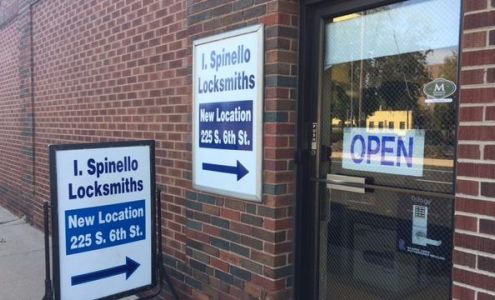 I. Spinello
Locksmiths
New Location
225 S. 6th St.
I. Spinello
Locksmiths
New Location
225 S. 6th St.
OPEN
M